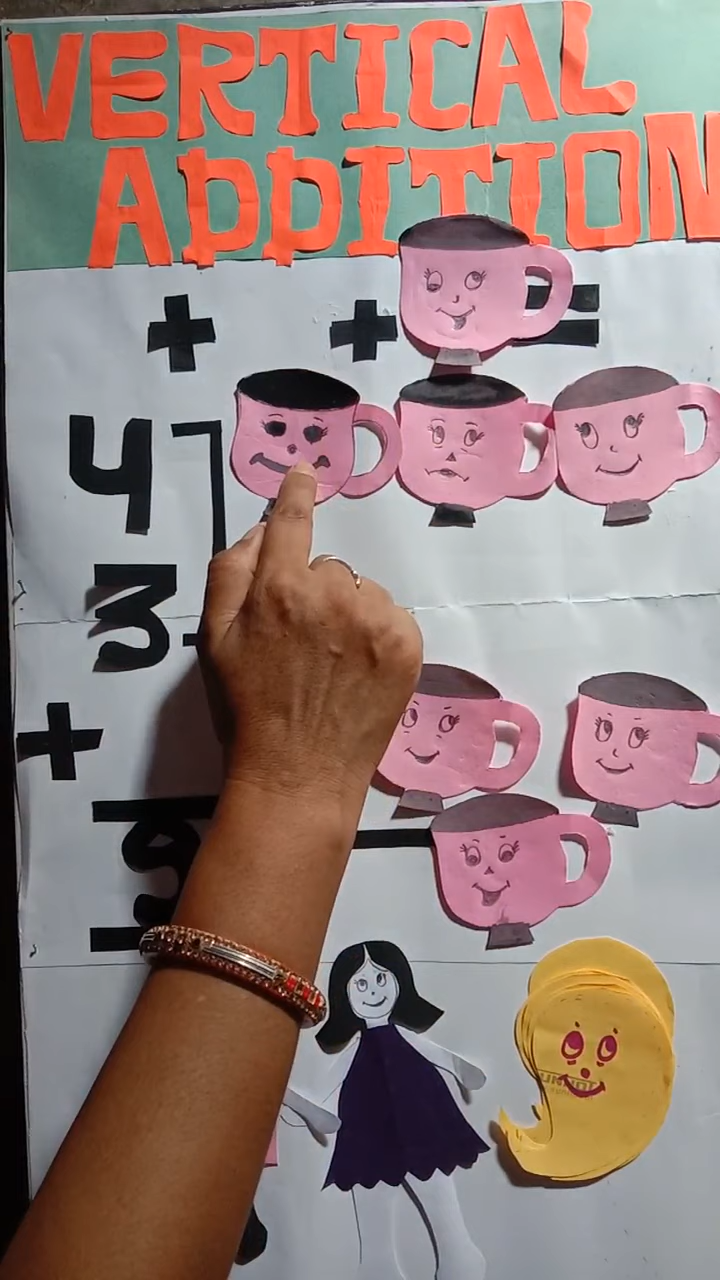 VERTICAL
ADDITION
+ + =
4
3
+